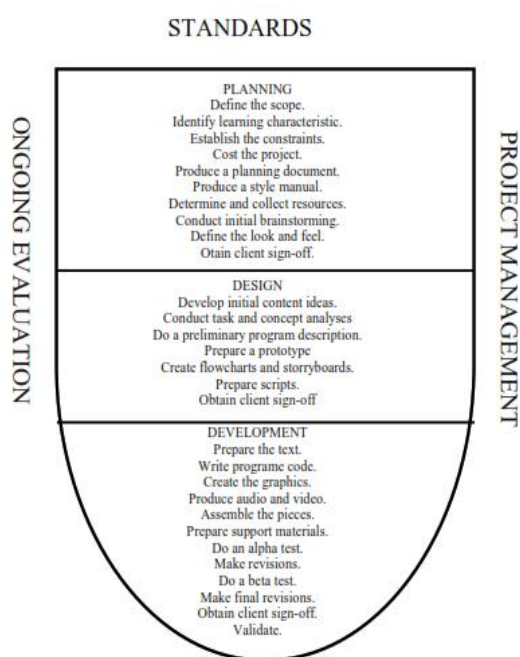 STANDARDS
ONGOING EVALUATION
PROJECT MANAGEMENT
PLANNING
Define the scope.
Identify learning characteristic.
Establish the constraints.
Cost the project.
Produce a planning document.
Produce a style manual.
Determine and collect resources.
Conduct initial brainstorming.
Define the look and feel.
Otain client sign-off.
DESIGN
Develop initial content ideas.
Conduct task and concept analyses
Do a preliminary program description.
Prepare a prototype
Create flowcharts and storryboards.
Prepare scripts.
Obtain client sign-off
DEVELOPMENT
Prepare the text.
Write programe code.
Create the graphics.
Produce audio and video.
Assemble the pieces.
Prepare support materials.
Do an alpha test.
Make revisions.
Do a beta test.
Make final revisions.
Obtain client sign-off.
Validate.